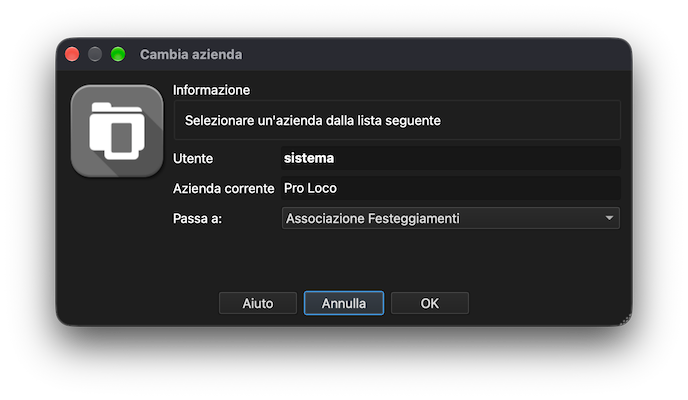 Cambia azienda
Informazione
Selezionare un'azienda dalla lista seguente
Utente sistema
Azienda corrente Pro Loco
Passa a: Associazione Festeggiamenti
Aiuto Annulla OK